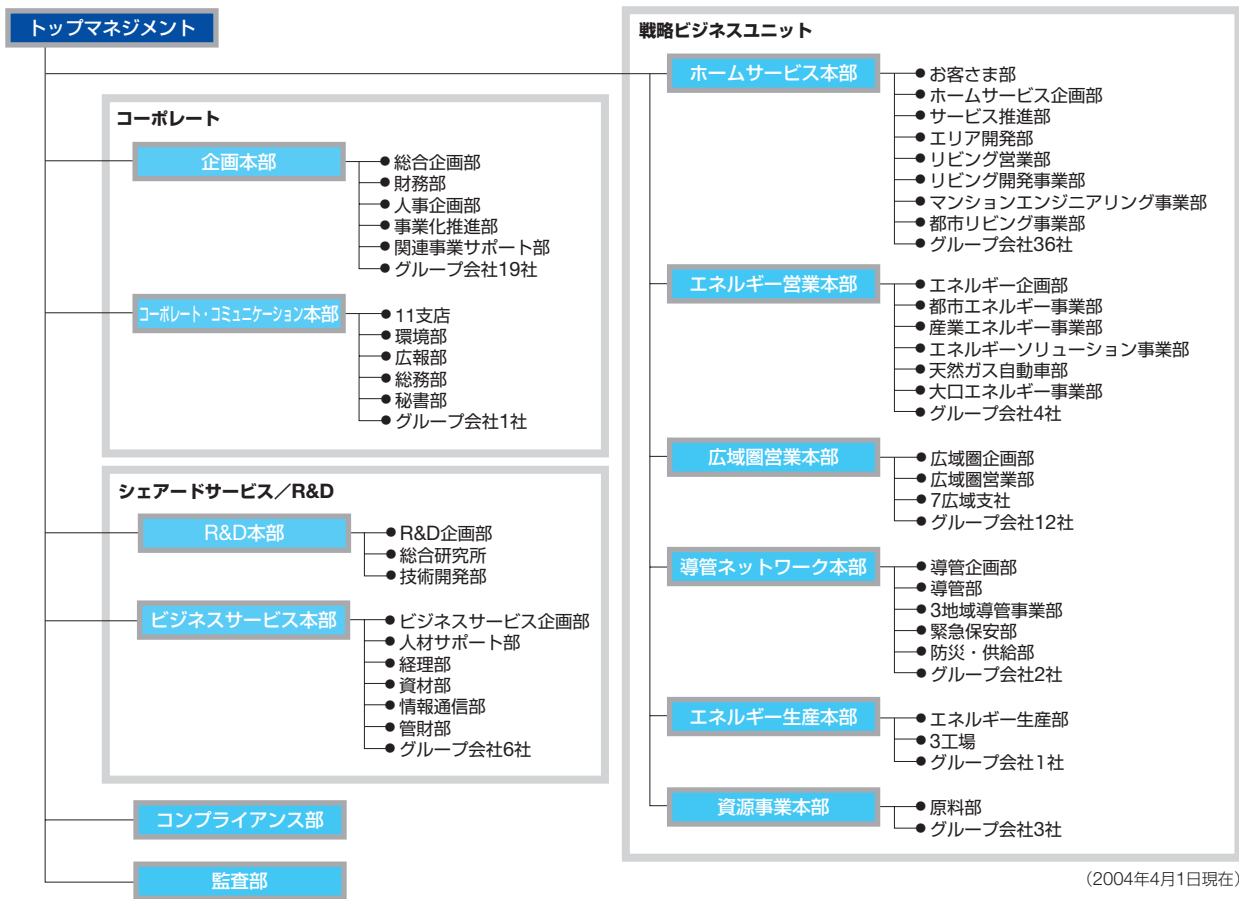 トップマネジメント
コーポレート
企画本部
●総合企画部
●財務部
●人事企画部
●事業化推進部
●関連事業サポート部
●グループ会社19社
コーポレート・コミュニケーション本部
●11支店
●環境部
●広報部
●総務部
●秘書部
●グループ会社1社
シェアードサービス／R&D
R&D本部
●R&D企画部
●総合研究所
●技術開発部
ビジネスサービス本部
●ビジネスサービス企画部
●人材サポート部
●経理部
●資材部
●情報通信部
●管財部
●グループ会社6社
コンプライアンス部
監査部
戦略ビジネスユニット
ホームサービス本部
●お客さま部
●ホームサービス企画部
●サービス推進部
●エリア開発部
●リビング営業部
●リビング開発事業部
●マンションエンジニアリング事業部
●都市リビング事業部
●グループ会社36社
エネルギー営業本部
●エネルギー企画部
●都市エネルギー事業部
●産業エネルギー事業部
●エネルギーソリューション事業部
●天然ガス自動車部
●大口エネルギー事業部
●グループ会社4社
広域圏営業本部
●広域圏企画部
●広域圏営業部
●7広域支社
●グループ会社12社
導管ネットワーク本部
●導管企画部
●導管部
●3地域導管事業部
●緊急保安部
●防災・供給部
●グループ会社2社
エネルギー生産本部
●エネルギー生産部
●3工場
●グループ会社1社
資源事業本部
●原料部
●グループ会社3社
（2004年4月1日現在）